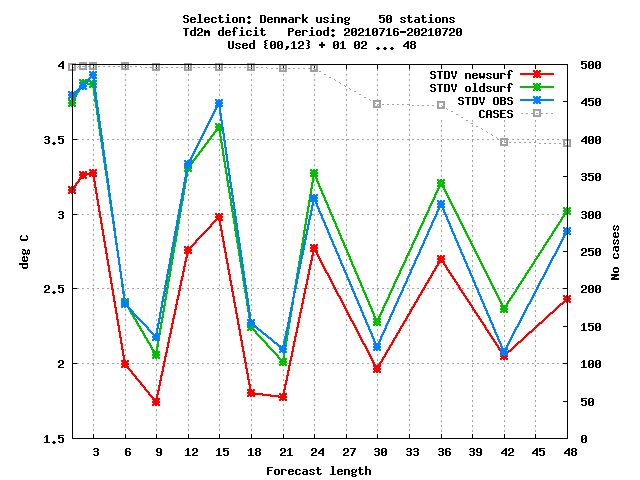 Selection: Denmark using    50 stations
Td2m deficit   Period: 20210716-20210720
Used {00,12} + 01 02 ... 48
STDV newsurf
STDV oldsurf
STDV OBS
CASES
4
3.5
3
2.5
2
1.5
deg C
500
450
400
350
300
250
200
150
100
50
0
No cases
3 6 9 12 15 18 21 24 27 30 33 36 39 42 45 48
Forecast length